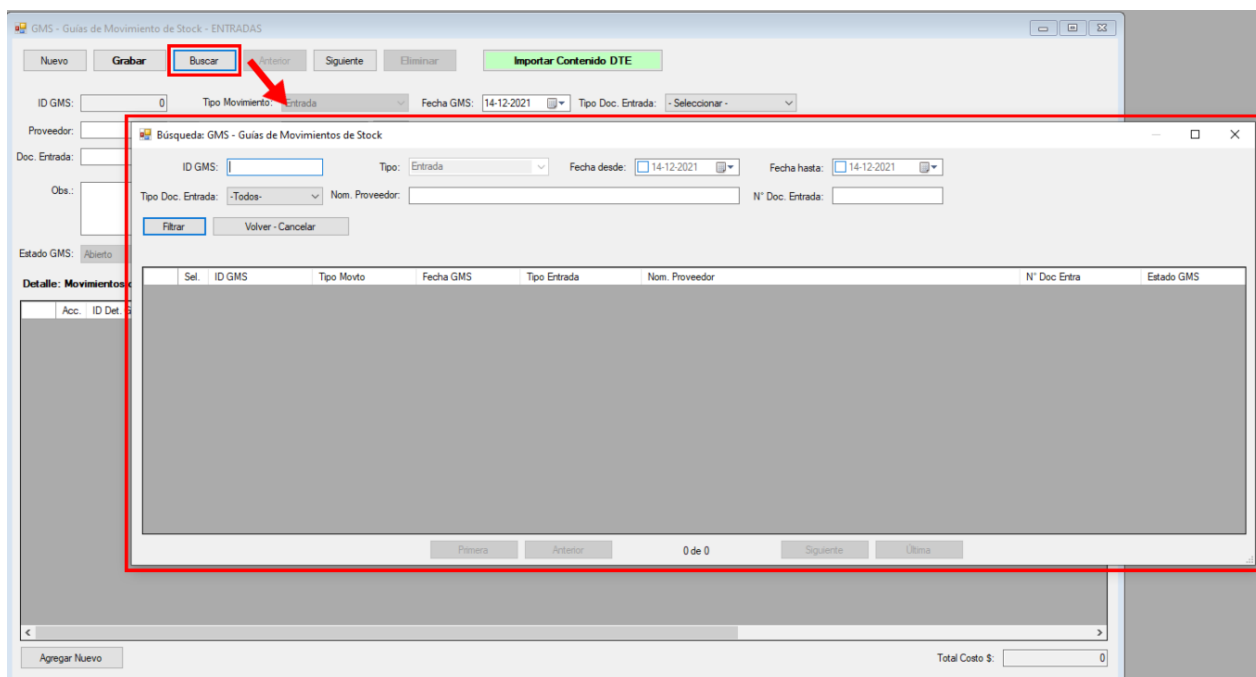 GMS - Guías de Movimiento de Stock - ENTRADAS
Nuevo Grabar Buscar Anterior Siguiente Eliminar Importar Contenido DTE
ID GMS: 0 Tipo Movimiento: Entrada Fecha GMS: 14-12-2021 Tipo Doc. Entrada: - Seleccionar -
Proveedor:
Doc. Entrada:
Obs.:
Estado GMS: Abierto
Detalle: Movimientos
Acc. ID Det.
Búsqueda: GMS - Guías de Movimientos de Stock
ID GMS: Tipo: Entrada Fecha desde: 14-12-2021 Fecha hasta: 14-12-2021
Tipo Doc. Entrada: -Todos- Nom. Proveedor: N° Doc. Entrada:
Filtrar Volver - Cancelar
Sel. ID GMS Tipo Movto Fecha GMS Tipo Entrada Nom. Proveedor N° Doc Entra Estado GMS
Primera Anterior 0 de 0 Siguiente Última
Agregar Nuevo Total Costo $: 0